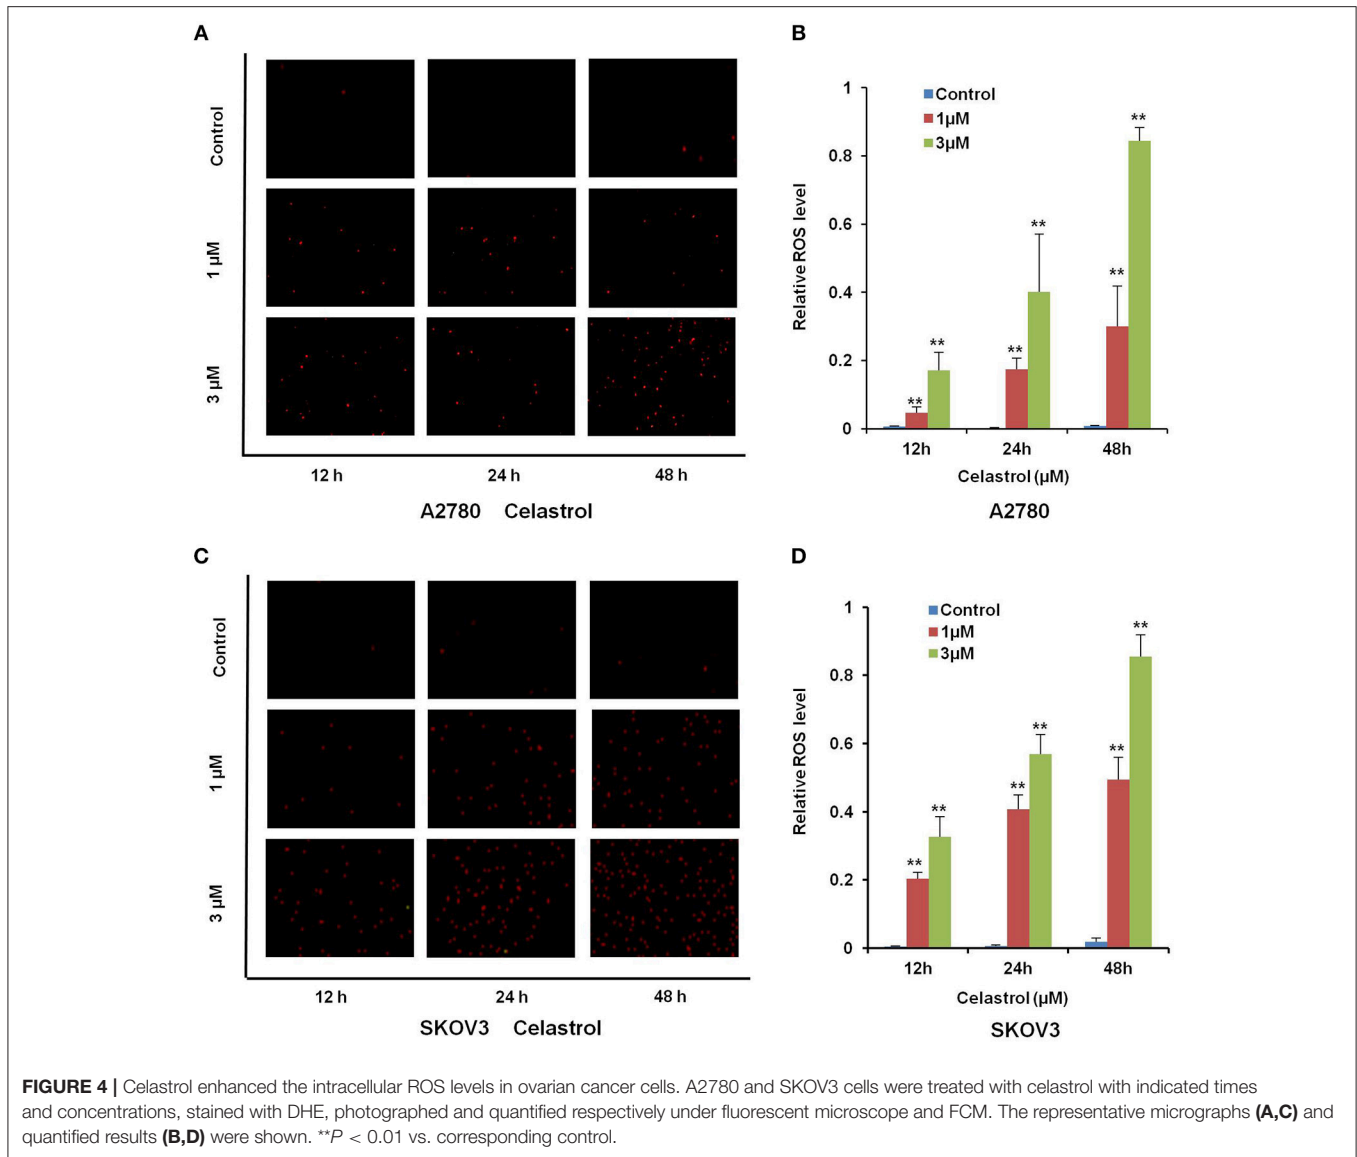 A
Control
1 µM
3 µM
12 h
24 h
48 h
A2780 Celastrol
B
1
0.8
0.6
0.4
0.2
0
Relative ROS level
Control
1µM
3µM
**
**
**
**
**
**
12h
24h
48h
Celastrol (µM)
A2780
C
Control
1 µM
3 µM
12 h
24 h
48 h
SKOV3 Celastrol
D
1
0.8
0.6
0.4
0.2
0
Relative ROS level
Control
1µM
3µM
**
**
**
**
**
**
12h
24h
48h
Celastrol (µM)
SKOV3
FIGURE 4 | Celastrol enhanced the intracellular ROS levels in ovarian cancer cells. A2780 and SKOV3 cells were treated with celastrol with indicated times
and concentrations, stained with DHE, photographed and quantified respectively under fluorescent microscope and FCM. The representative micrographs (A,C) and
quantified results (B,D) were shown. **P < 0.01 vs. corresponding control.